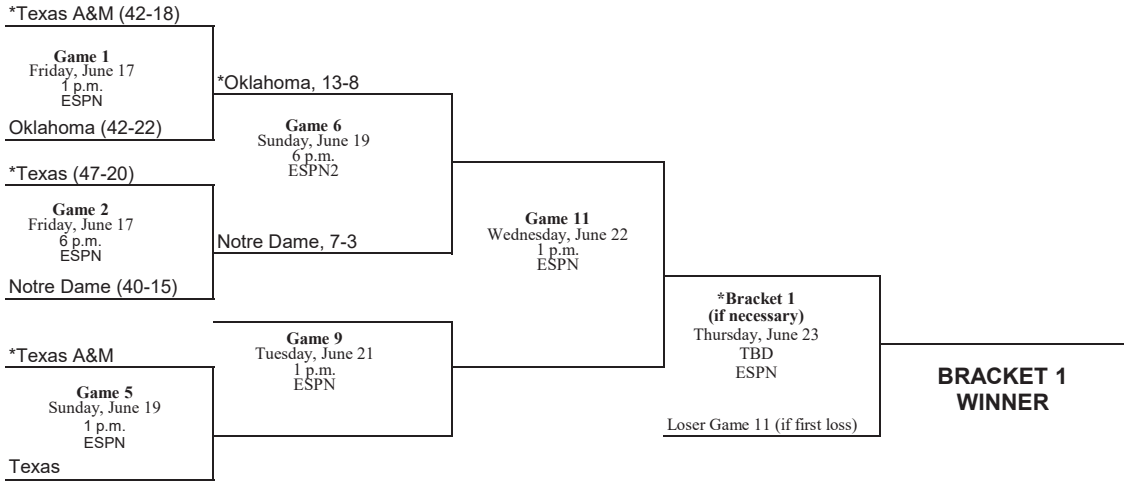 *Texas A&M (42-18)
Game 1
Friday, June 17
1 p.m.
ESPN
Oklahoma (42-22)
*Oklahoma, 13-8
Game 6
Sunday, June 19
6 p.m.
ESPN2
*Texas (47-20)
Game 2
Friday, June 17
6 p.m.
ESPN
Notre Dame, 7-3
Notre Dame (40-15)
Game 11
Wednesday, June 22
1 p.m.
ESPN
Game 9
Tuesday, June 21
1 p.m.
ESPN
*Texas A&M
Game 5
Sunday, June 19
1 p.m.
ESPN
Texas
*Bracket 1
(if necessary)
Thursday, June 23
TBD
ESPN
Loser Game 11 (if first loss)
BRACKET 1
WINNER